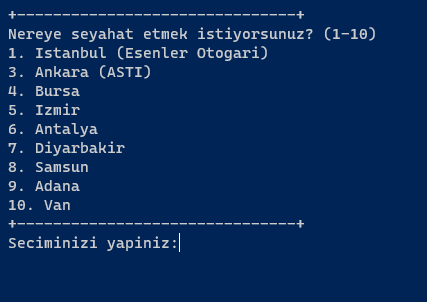 +-------------------------------+
Nereye seyahat etmek istiyorsunuz? (1-10)
1. Istanbul (Esenler Otogari)
3. Ankara (ASTI)
4. Bursa
5. Izmir
6. Antalya
7. Diyarbakir
8. Samsun
9. Adana
10. Van
+-------------------------------+
Seciminizi yapiniz: